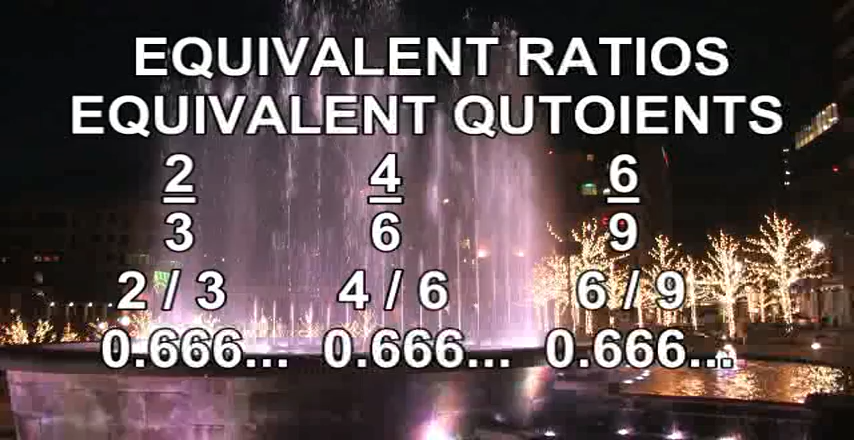 EQUIVALENT RATIOS
EQUIVALENT QUTOIENTS
2 4 6
3 6 9
2 / 3 4 / 6 6 / 9
0.666... 0.666... 0.666...